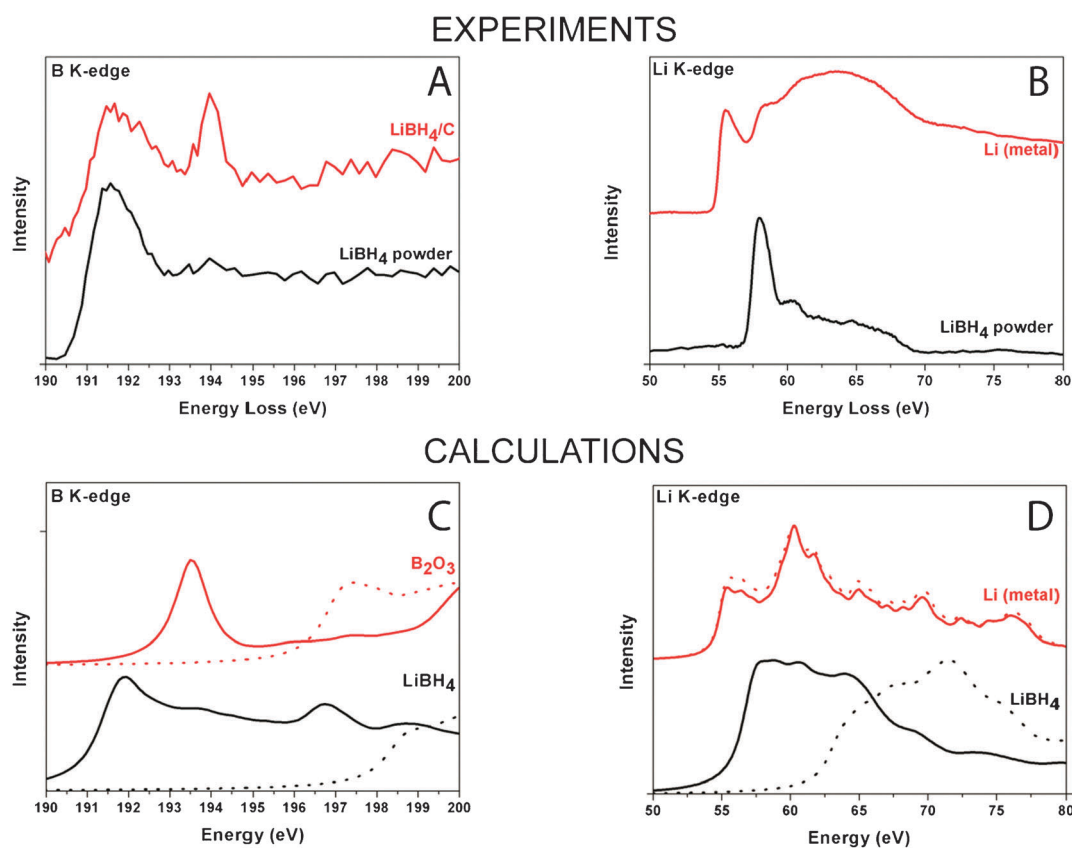 EXPERIMENTS
B K-edge
A
LiBH4/C
LiBH4 powder
Intensity
190 191 192 193 194 195 196 197 198 199 200
Energy Loss (eV)
Li K-edge
B
Li (metal)
LiBH4 powder
Intensity
50 55 60 65 70 75 80
Energy Loss (eV)
CALCULATIONS
B K-edge
C
B2O3
LiBH4
Intensity
190 191 192 193 194 195 196 197 198 199 200
Energy (eV)
Li K-edge
D
Li (metal)
LiBH4
Intensity
50 55 60 65 70 75 80
Energy (eV)